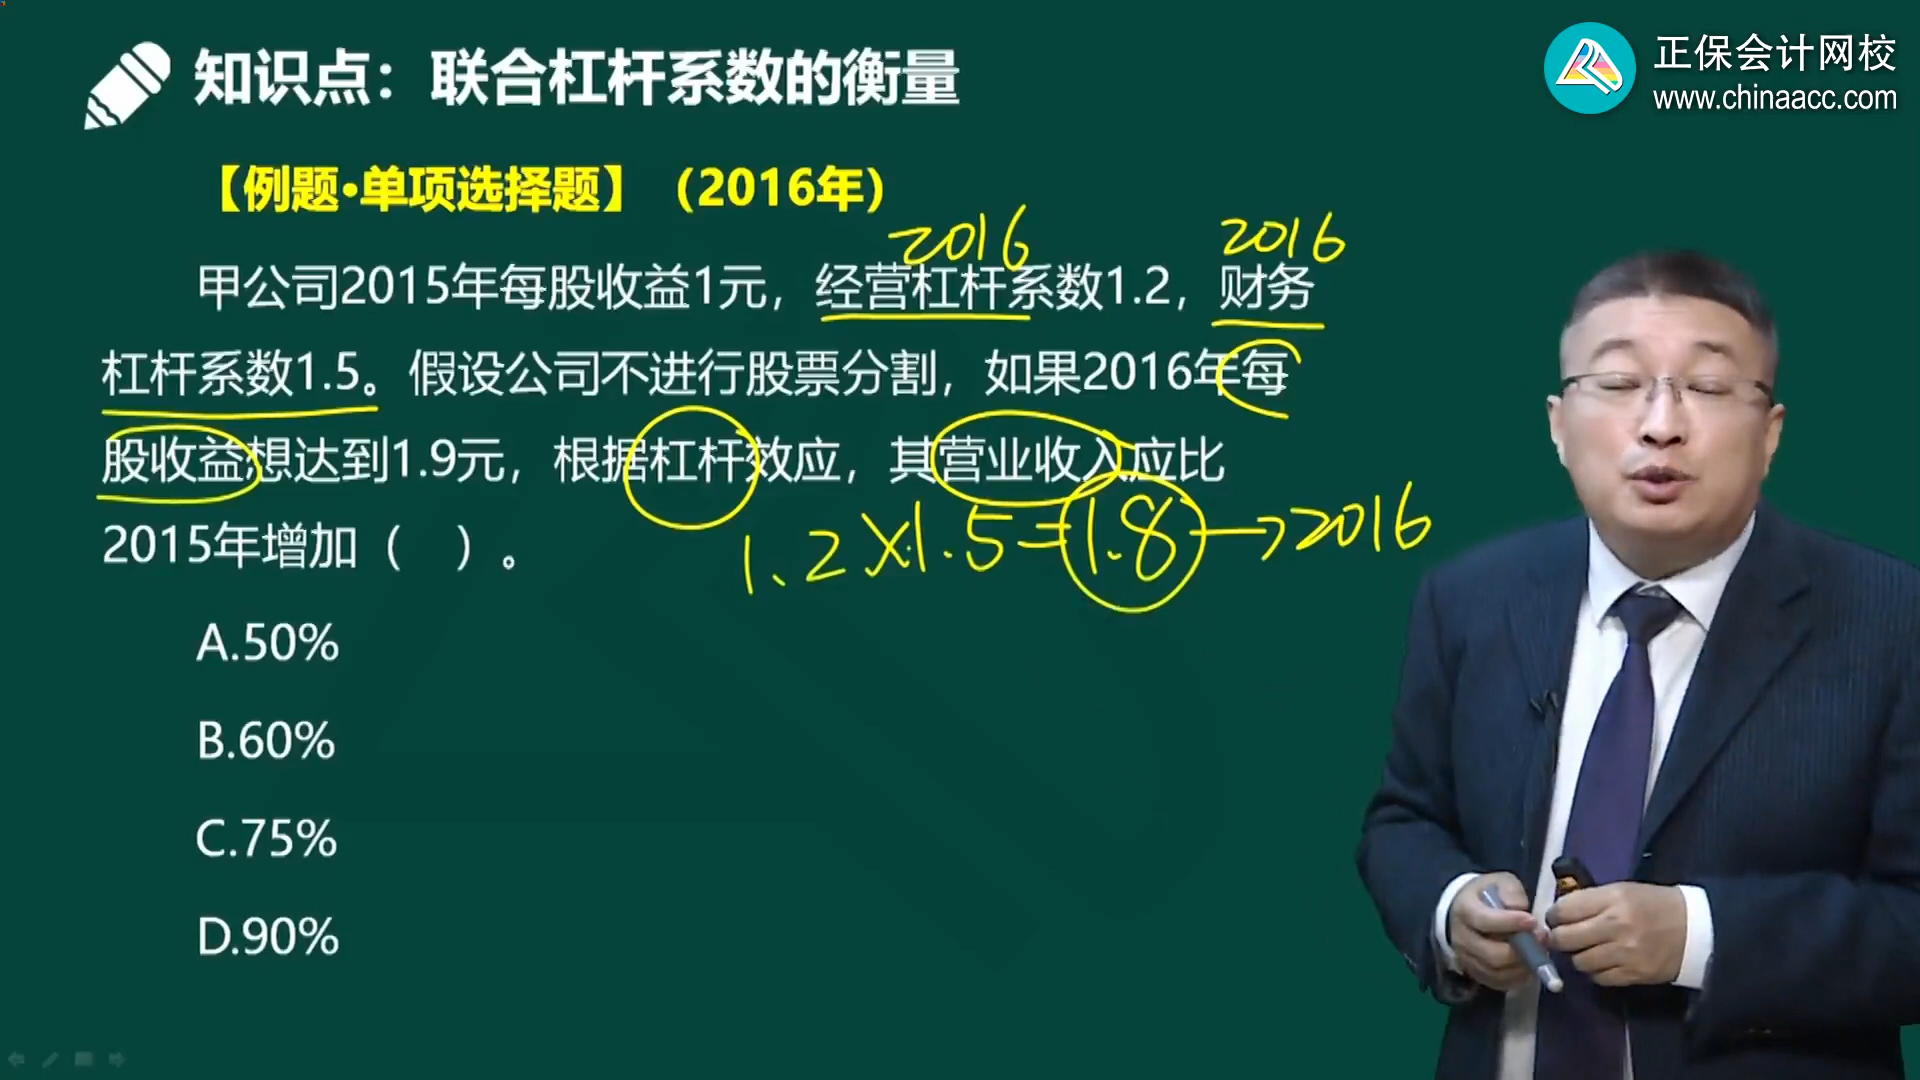 知识点：联合杠杆系数的衡量
正保会计网校
www.chinaacc.com
【例题•单项选择题】（2016年）
2016 2016
甲公司2015年每股收益1元，经营杠杆系数1.2，财务
杠杆系数1.5。假设公司不进行股票分割，如果2016年每
股收益想达到1.9元，根据杠杆效应，其营业收入应比
2015年增加（ ）。
1.2×1.5=1.8→2016
A.50%
B.60%
C.75%
D.90%